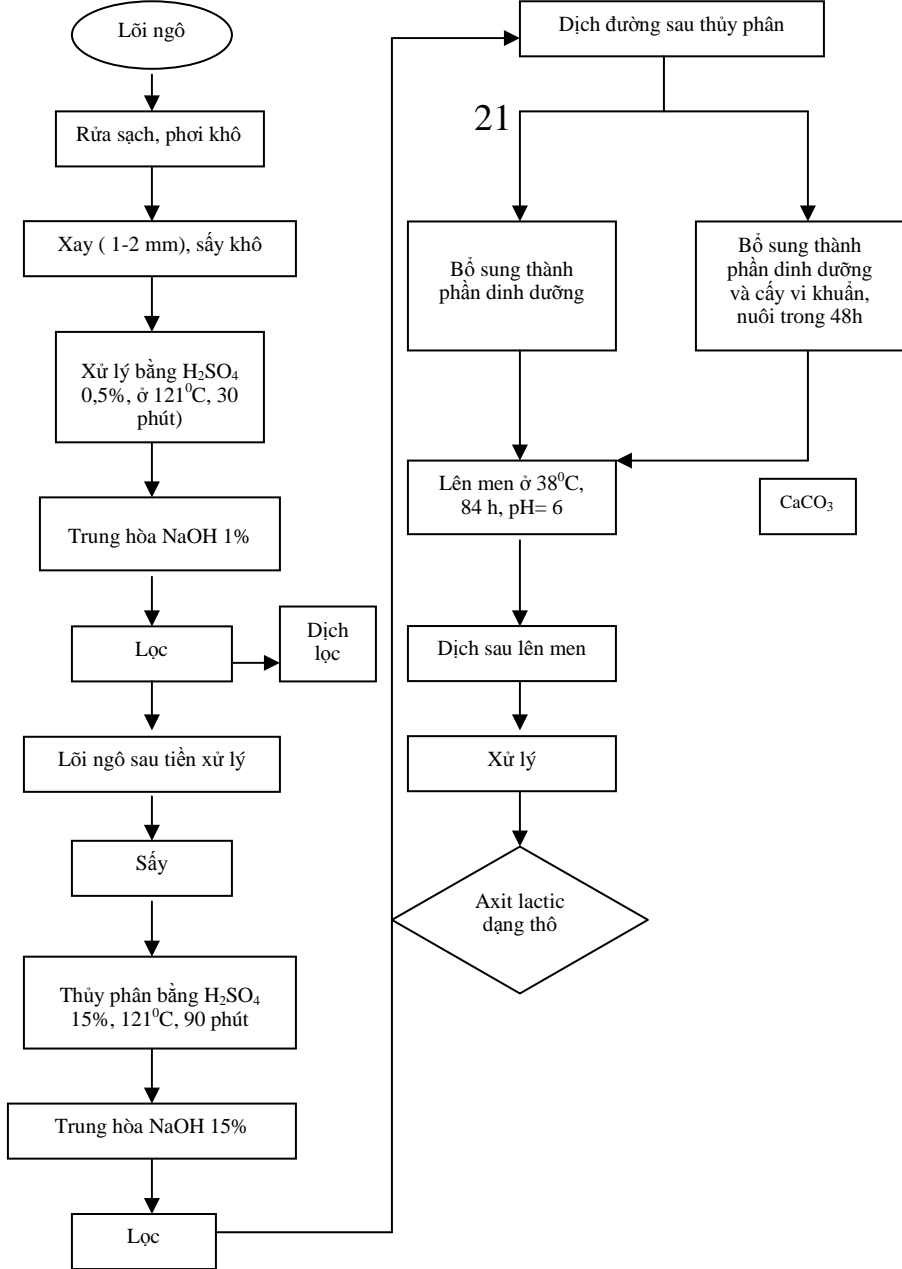 Lõi ngô
Rửa sạch, phơi khô
Xay ( 1-2 mm), sấy khô
Xử lý bằng H₂SO₄
0,5%, ở 121⁰C, 30
phút)
Trung hòa NaOH 1%
Lọc
Dịch
lọc
Lõi ngô sau tiền xử lý
Sấy
Thủy phân bằng H₂SO₄
15%, 121⁰C, 90 phút
Trung hòa NaOH 15%
Lọc
Dịch đường sau thủy phân
21
Bổ sung thành
phần dinh dưỡng
Bổ sung thành
phần dinh dưỡng
và cấy vi khuẩn,
nuôi trong 48h
Lên men ở 38⁰C,
84 h, pH= 6
CaCO₃
Dịch sau lên men
Xử lý
Axit lactic
dạng thô